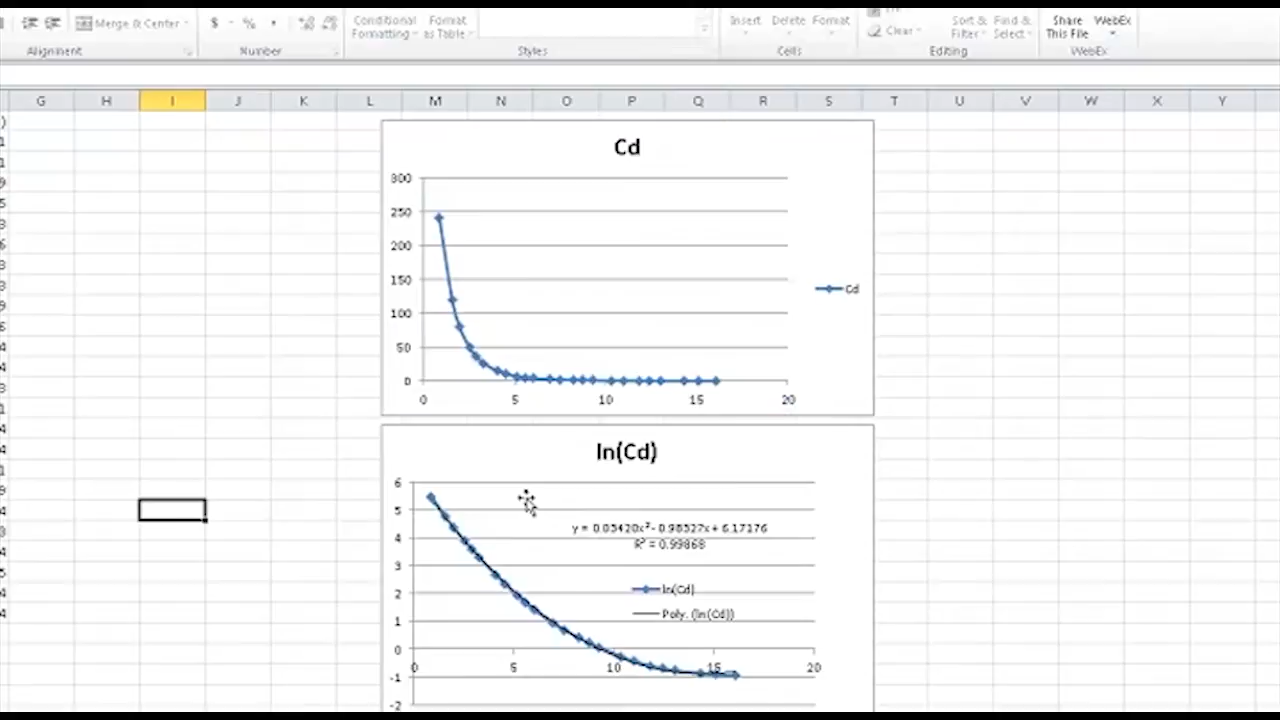 Merge & Center
$ %
Conditional Formatting
Format as Table
Insert Delete Format
Clear
Sort & Filter
Find & Select
Share This File
WebEx
Alignment Number Styles Cells Editing WebEx
G H I J K L M N O P Q R S T U V W X Y
Cd
300
250
200
150
100
50
0
0 5 10 15 20
Cd
ln(Cd)
6
5
4
3
2
1
0
-1
-2
0 5 10 15 20
y = 0.03420x² - 0.98327x + 6.17176
R² = 0.99868
ln(Cd)
Poly. (ln(Cd))